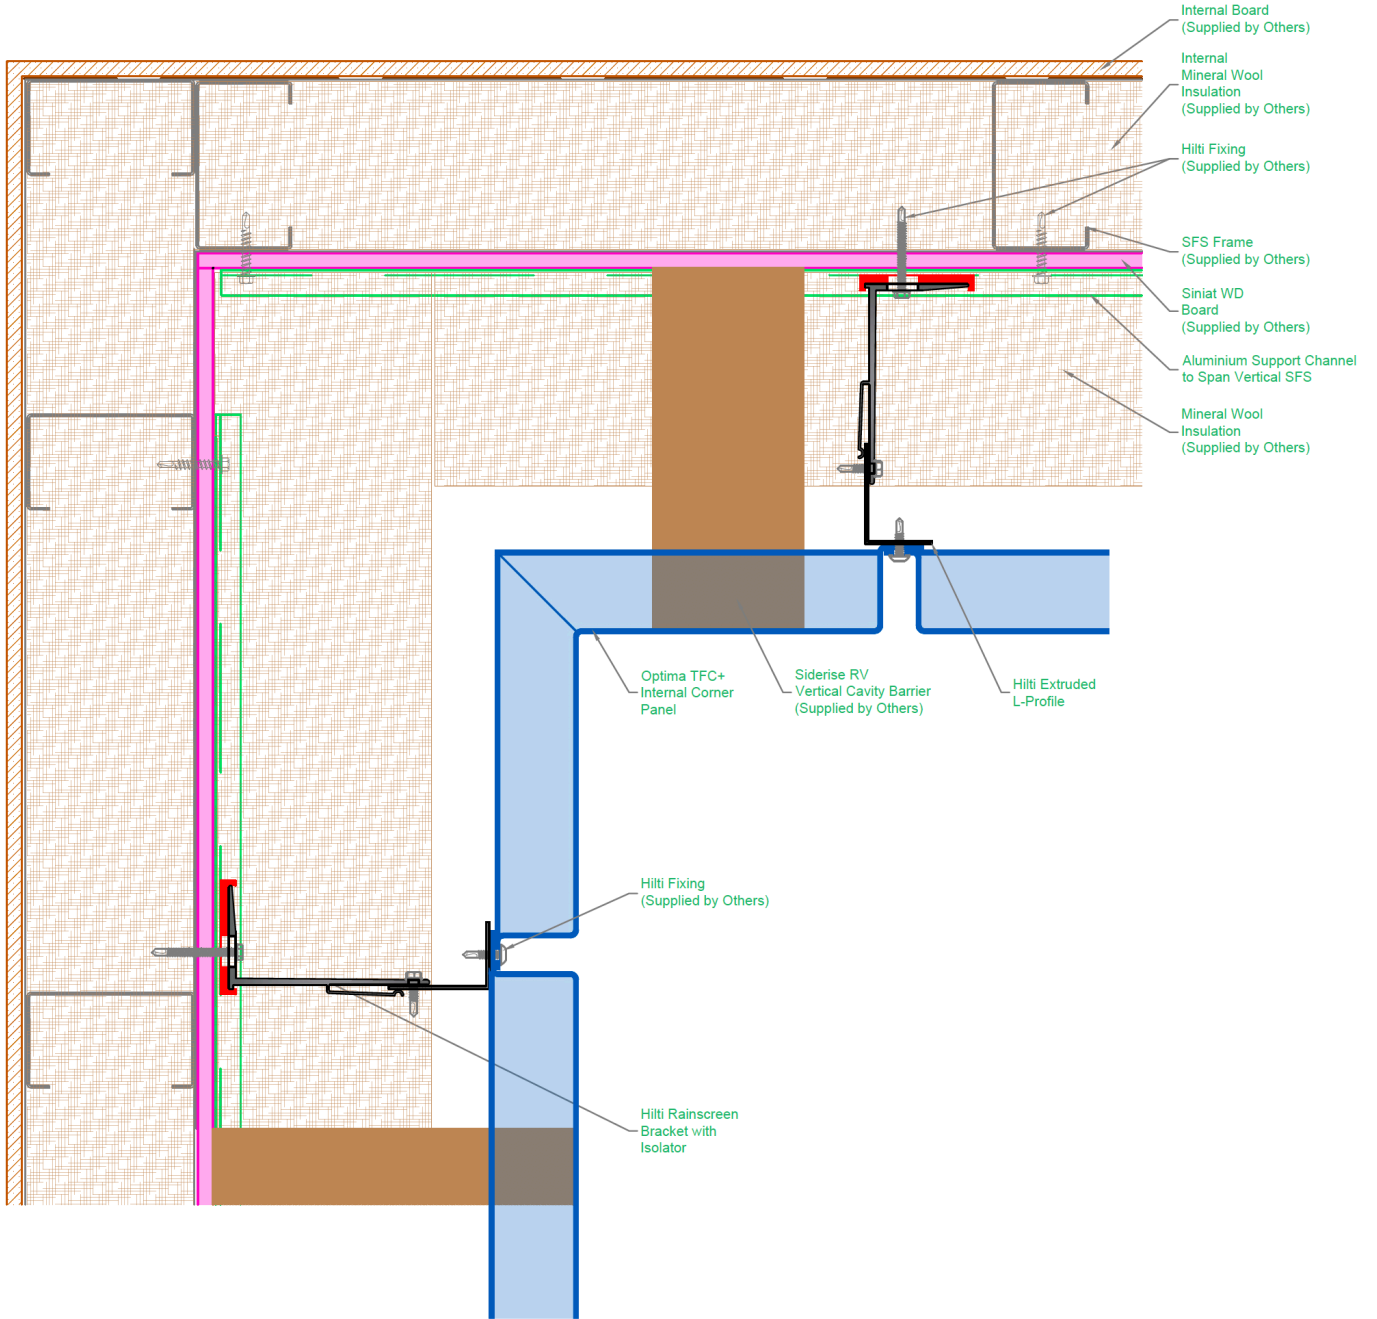 Internal Board
(Supplied by Others)
Internal
Mineral Wool
Insulation
(Supplied by Others)
Hilti Fixing
(Supplied by Others)
SFS Frame
(Supplied by Others)
Siniat WD
Board
(Supplied by Others)
Aluminium Support Channel
to Span Vertical SFS
Mineral Wool
Insulation
(Supplied by Others)
Optima TFC+
Internal Corner
Panel
Siderise RV
Vertical Cavity Barrier
(Supplied by Others)
Hilti Extruded
L-Profile
Hilti Fixing
(Supplied by Others)
Hilti Rainscreen
Bracket with
Isolator